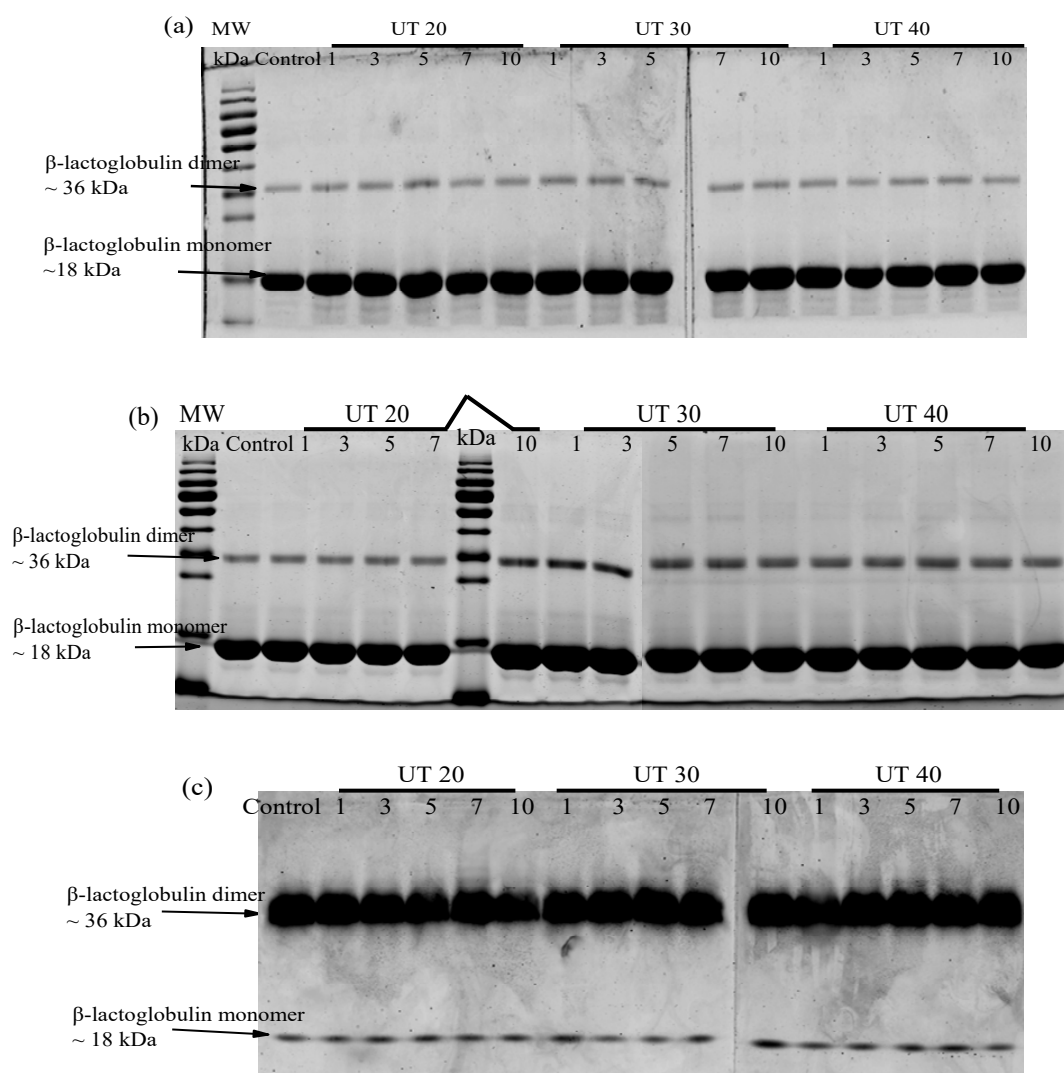 (a) MW UT 20 UT 30 UT 40
kDa Control 1 3 5 7 10 1 3 5 7 10 1 3 5 7 10
β-lactoglobulin dimer
~ 36 kDa
β-lactoglobulin monomer
~18 kDa
(b) MW UT 20 UT 30 UT 40
kDa Control 1 3 5 7 kDa 10 1 3 5 7 10 1 3 5 7 10
β-lactoglobulin dimer
~ 36 kDa
β-lactoglobulin monomer
~ 18 kDa
(c) UT 20 UT 30 UT 40
Control 1 3 5 7 10 1 3 5 7 10 1 3 5 7 10
β-lactoglobulin dimer
~ 36 kDa
β-lactoglobulin monomer
~ 18 kDa